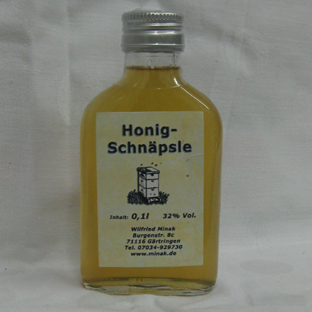 Honig-
Schnäpsle
Inhalt: 0,1l 32% Vol.
Wilfried Minak
Burgenstr. 8c
71116 Gärtringen
Tel. 07034-929730
www.minak.de